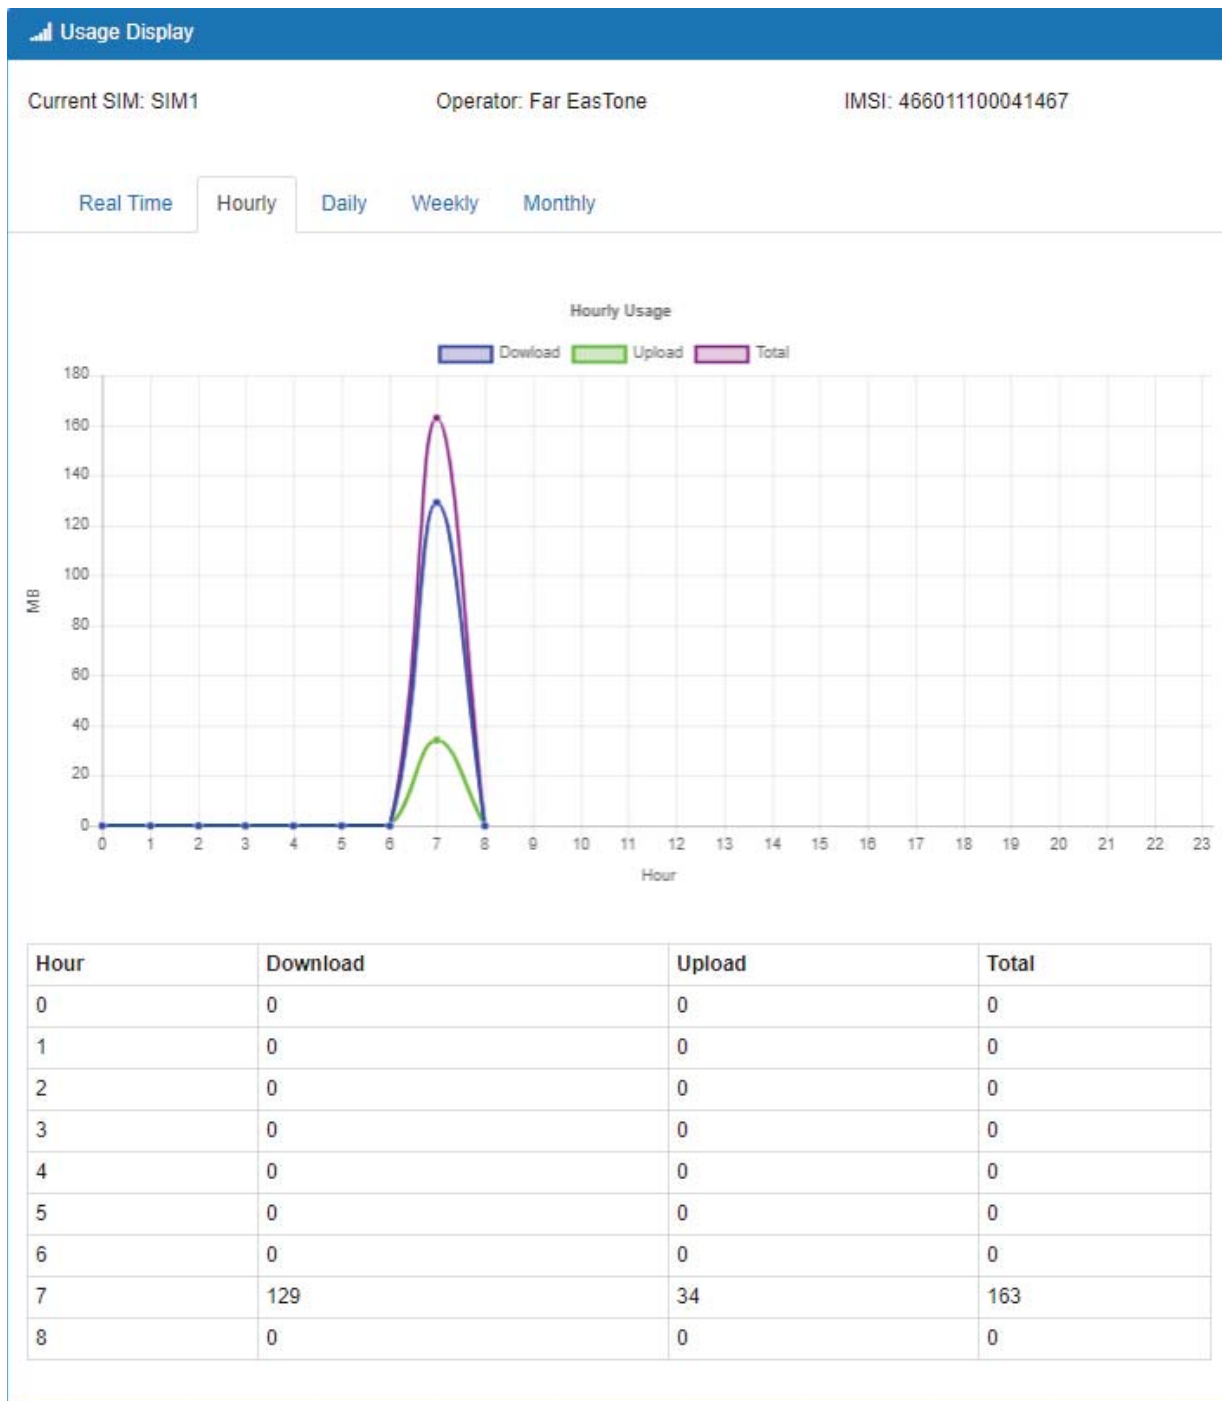 Usage Display
Current SIM: SIM1 Operator: Far EasTone IMSI: 466011100041467
Real Time Hourly Daily Weekly Monthly
Hourly Usage
Dowload Upload Total
180
160
140
120
100
80
60
40
20
0
MB
0 1 2 3 4 5 6 7 8 9 10 11 12 13 14 15 16 17 18 19 20 21 22 23
Hour
Hour Download Upload Total
0 0 0 0
1 0 0 0
2 0 0 0
3 0 0 0
4 0 0 0
5 0 0 0
6 0 0 0
7 129 34 163
8 0 0 0